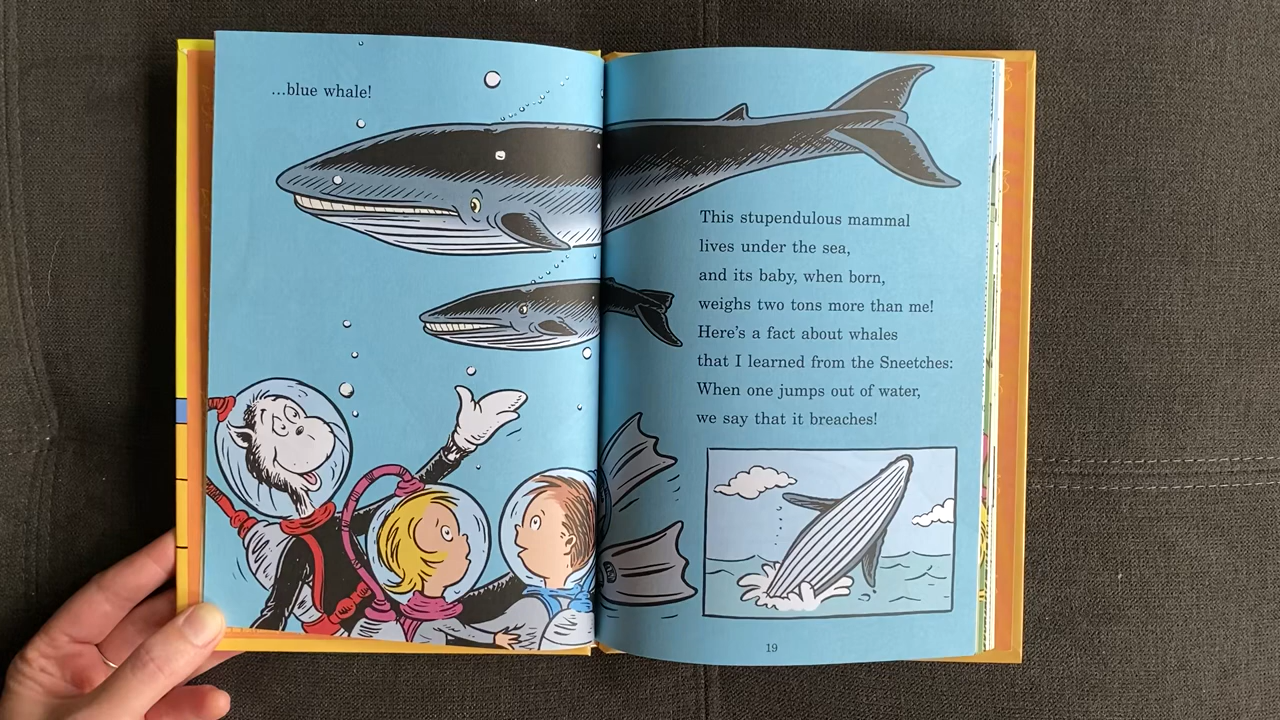 ...blue whale!
This stupendulous mammal
lives under the sea,
and its baby, when born,
weighs two tons more than me!
Here's a fact about whales
that I learned from the Sneetches:
When one jumps out of water,
we say that it breaches!
19